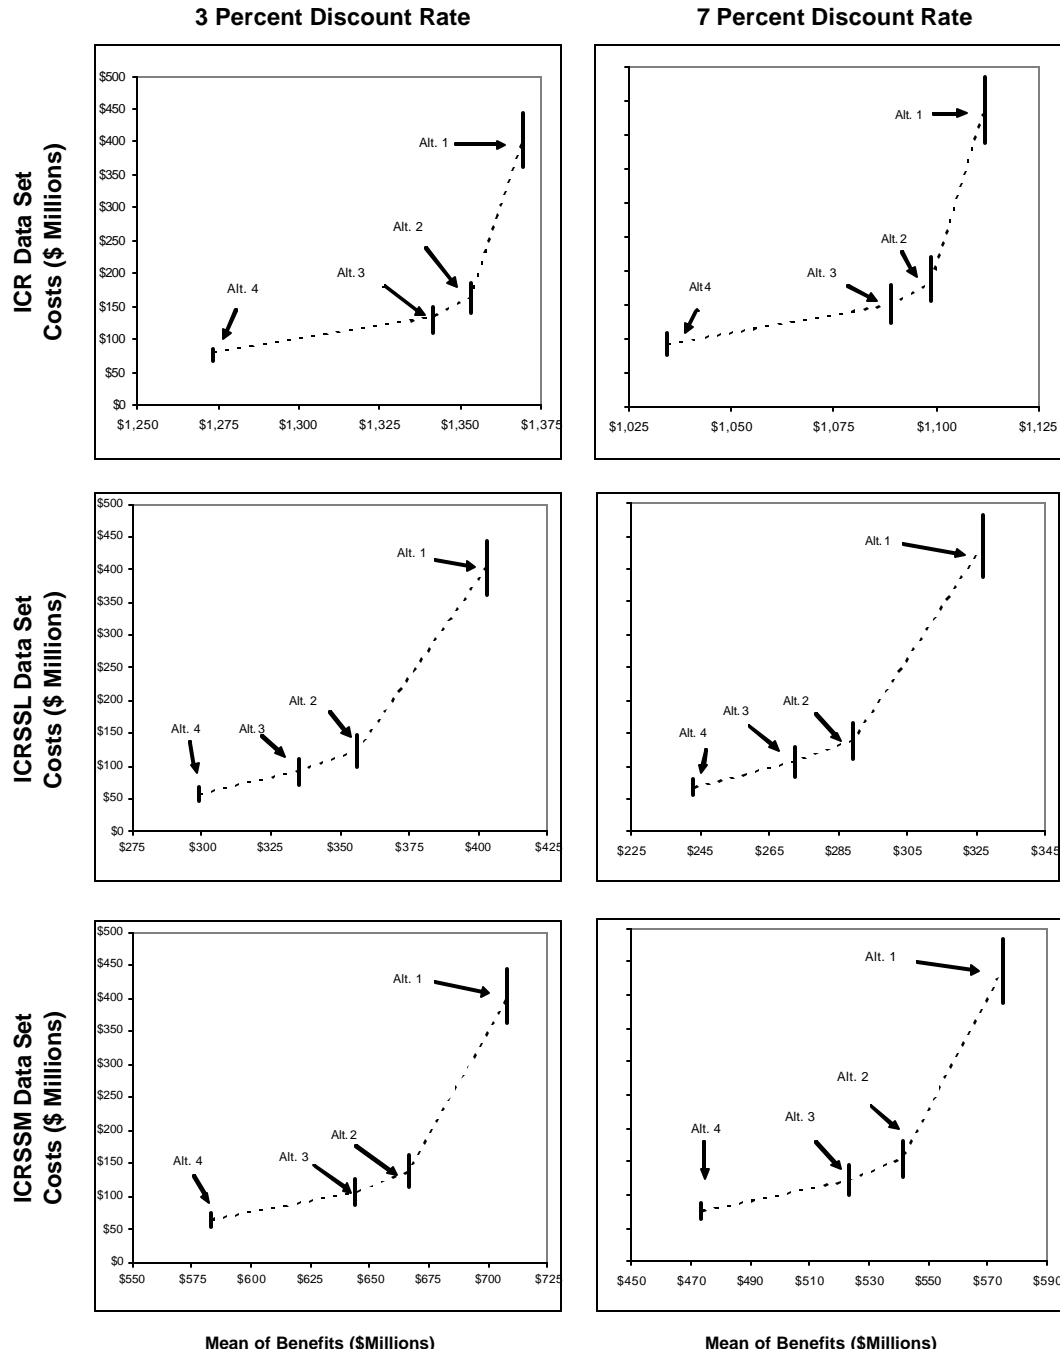 3 Percent Discount Rate
7 Percent Discount Rate
ICR Data Set
Costs ($ Millions)
$500
$450
$400
$350
$300
$250
$200
$150
$100
$50
$0
Alt. 1
Alt. 2
Alt.3
Alt. 4
$1,250 $1,275 $1,300 $1,325 $1,350 $1,375
Alt. 1
Alt.2
Alt. 3
Alt4
$1,025 $1,050 $1,075 $1,100 $1,125
ICRSSL Data Set
Costs ($ Millions)
$500
$450
$400
$350
$300
$250
$200
$150
$100
$50
$0
Alt. 1
Alt. 2
Alt.3
Alt. 4
$275 $300 $325 $350 $375 $400 $425
Alt.1
Alt.2
Alt.3
Alt. 4
$225 $245 $265 $285 $305 $325 $345
ICRSSM Data Set
Costs ($ Millions)
$500
$450
$400
$350
$300
$250
$200
$150
$100
$50
$0
Alt. 1
Alt.2
Alt. 3
Alt. 4
$550 $575 $600 $625 $650 $675 $700 $725
Alt. 1
Alt. 2
Alt. 3
Alt. 4
$450 $470 $490 $510 $530 $550 $570 $590
Mean of Benefits ($Millions)
Mean of Benefits ($Millions)